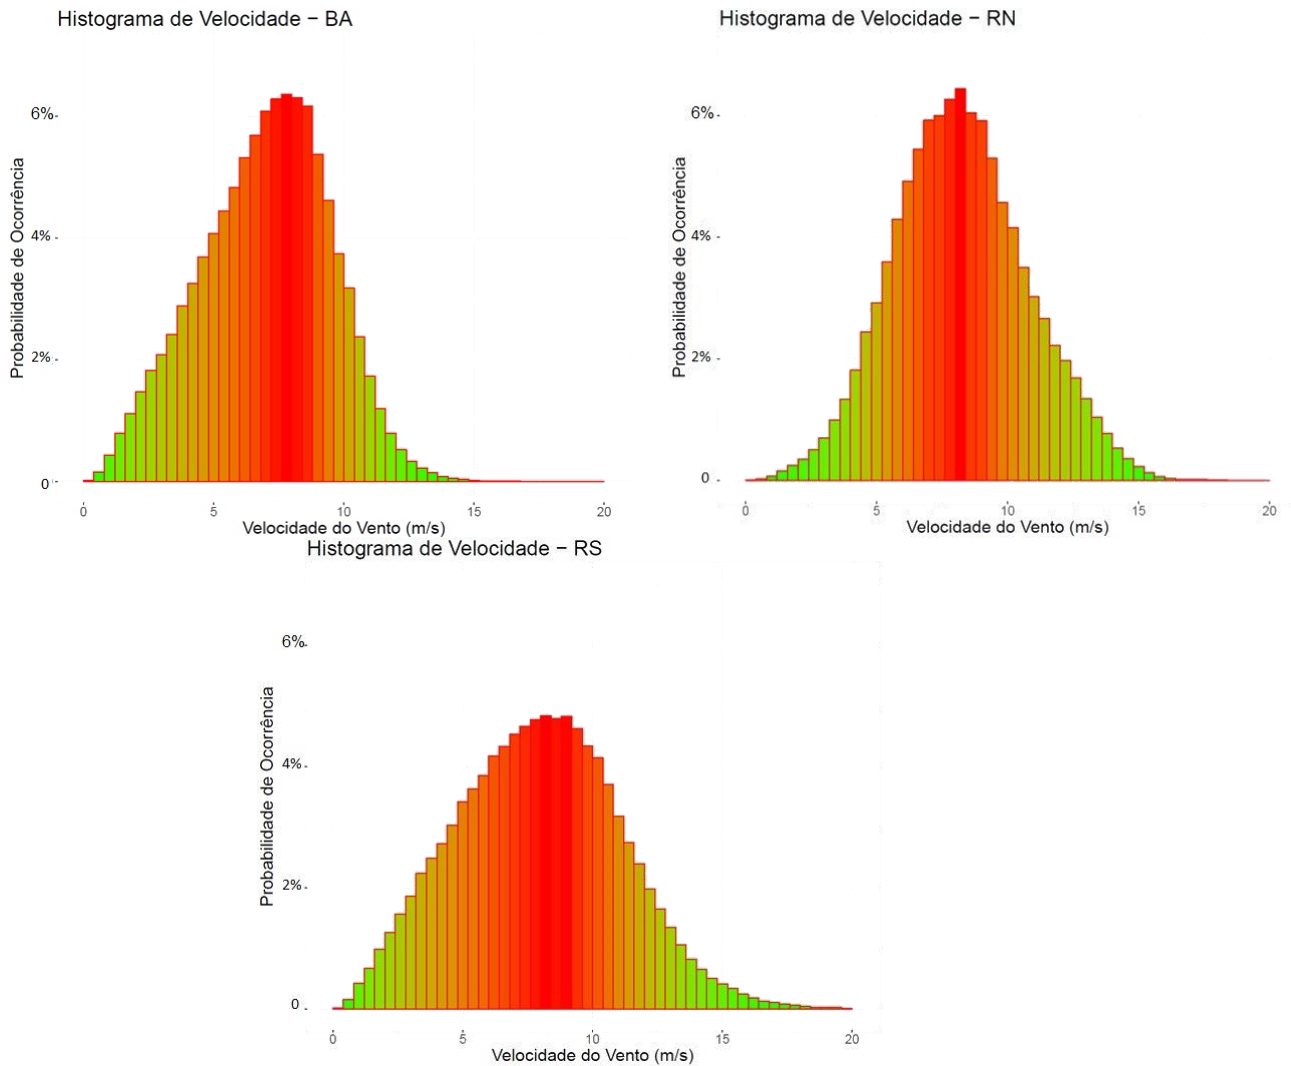 Histograma de Velocidade − BA
6%
4%
2%
0
Probabilidade de Ocorrência
0 5 10 15 20
Velocidade do Vento (m/s)
Histograma de Velocidade − RN
6%
4%
2%
0
Probabilidade de Ocorrência
0 5 10 15 20
Velocidade do Vento (m/s)
Histograma de Velocidade − RS
6%
4%
2%
0
Probabilidade de Ocorrência
0 5 10 15 20
Velocidade do Vento (m/s)